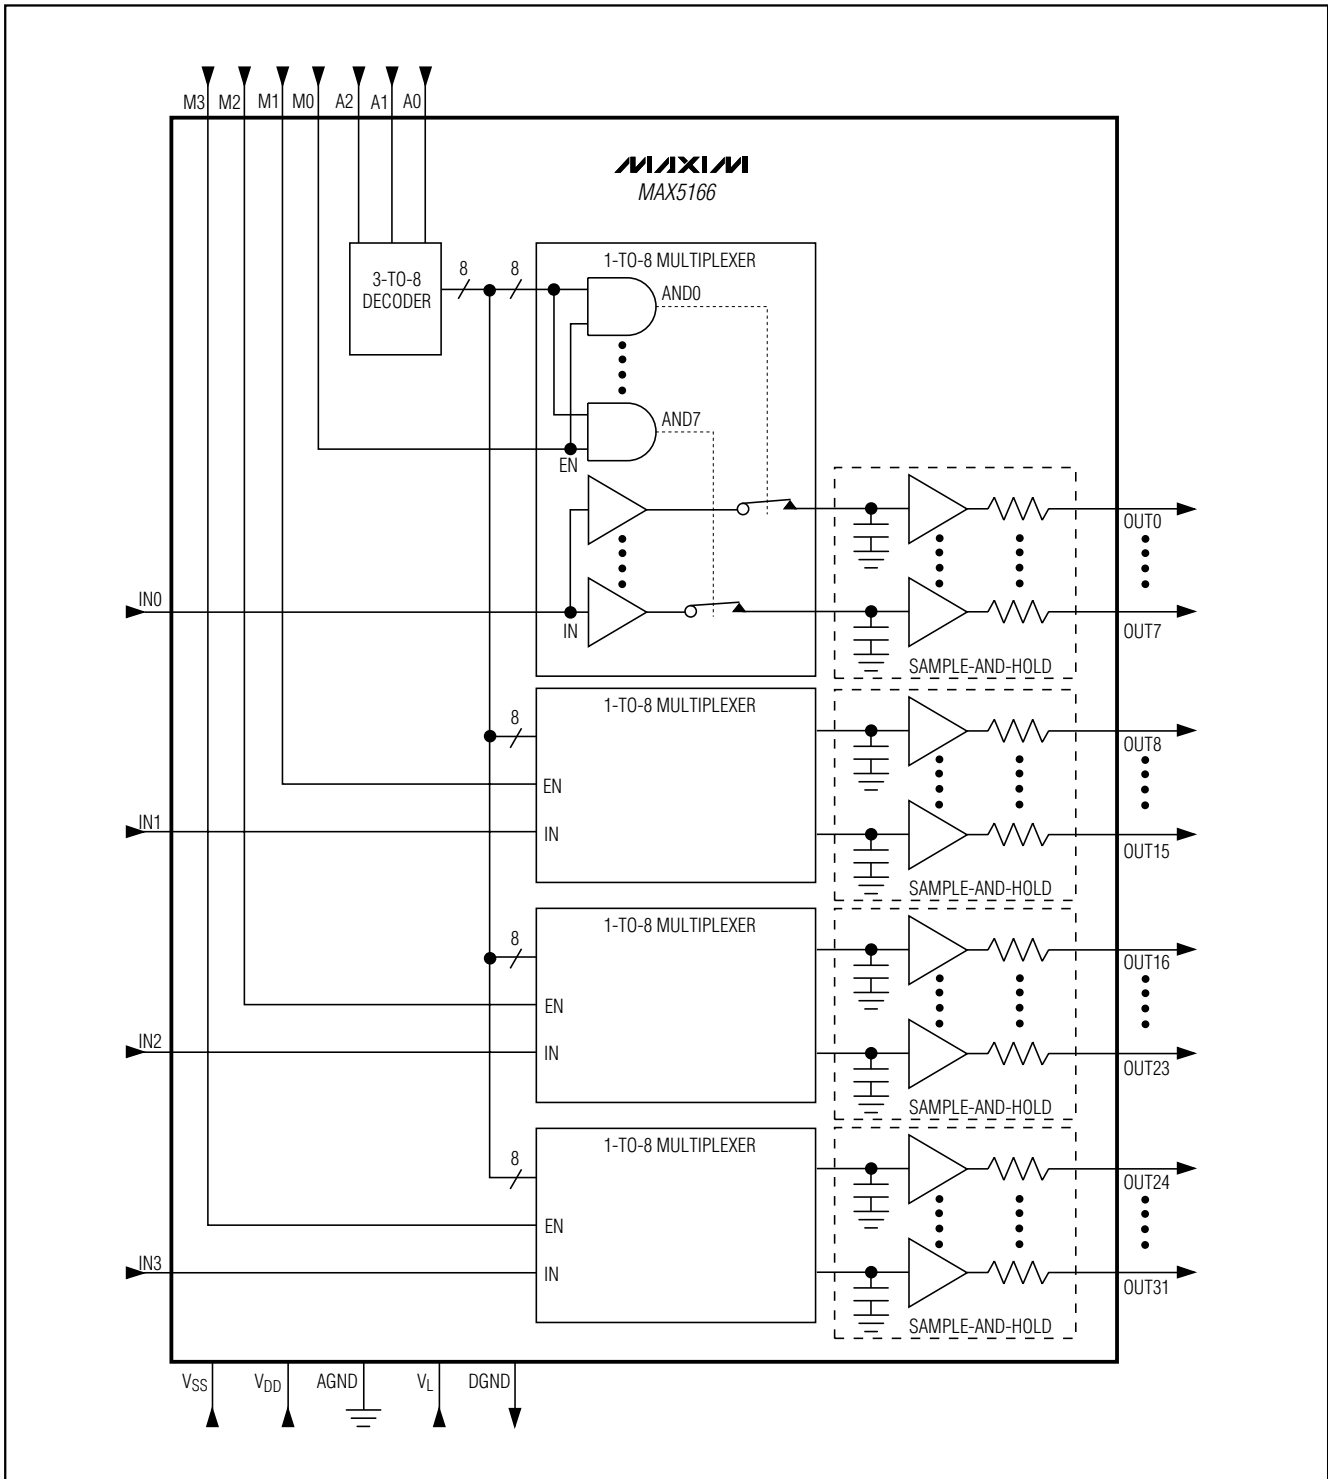 M3 M2 M1 M0 A2 A1 A0
MAXIM
MAX5166
3-TO-8
DECODER
8
8
1-TO-8 MULTIPLEXER
AND0
AND7
EN
IN0
IN
OUT0
OUT7
SAMPLE-AND-HOLD
8
1-TO-8 MULTIPLEXER
EN
IN1
IN
OUT8
OUT15
SAMPLE-AND-HOLD
8
1-TO-8 MULTIPLEXER
EN
IN2
IN
OUT16
OUT23
SAMPLE-AND-HOLD
8
1-TO-8 MULTIPLEXER
EN
IN3
IN
OUT24
OUT31
SAMPLE-AND-HOLD
VSS VDD AGND VL DGND